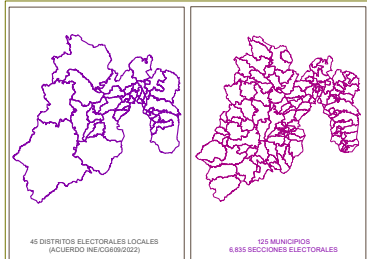 45 DISTRITOS ELECTORALES LOCALES
(ACUERDO INE/CG609/2022)
125 MUNICIPIOS
6,835 SECCIONES ELECTORALES